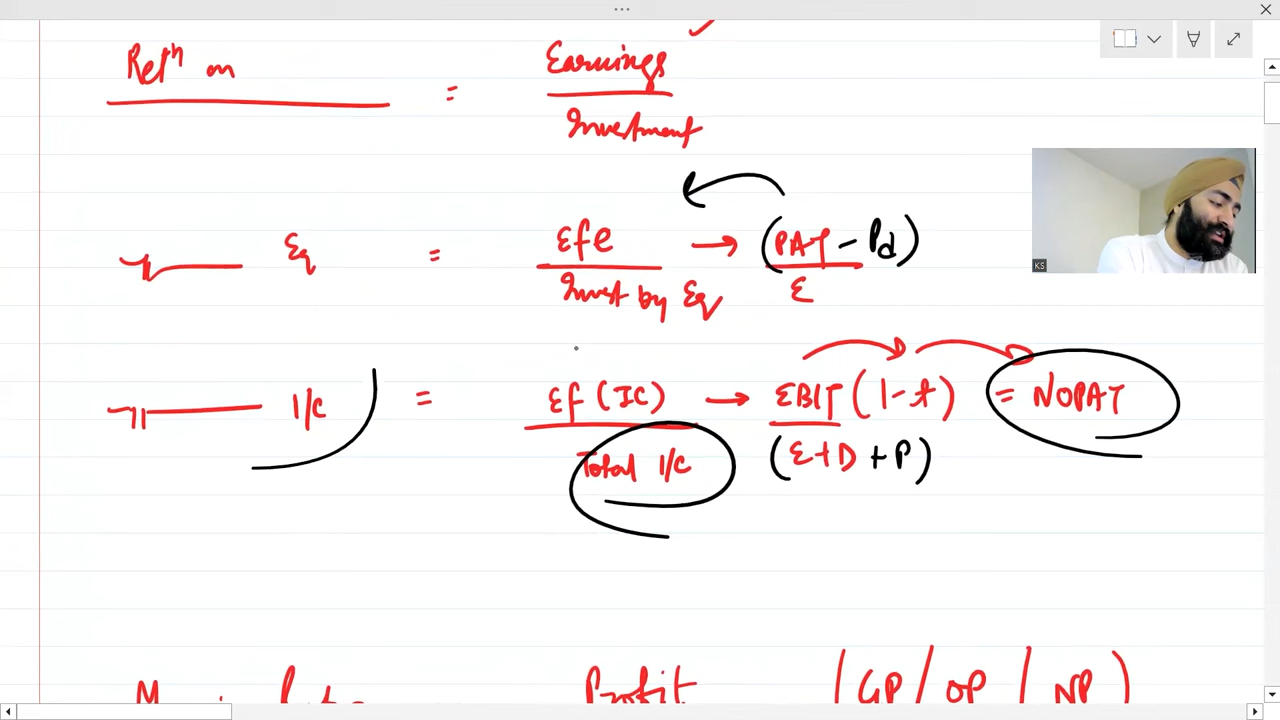 Retn on = Earnings / Investment
Eq = Efe / Invest by Eq → (PAT - Pd) / E
I/C = Ef (IC) / Total I/C → EBIT (1-t) / (E+D+P) = NOPAT
Profit (GP / OP / NP)
KS